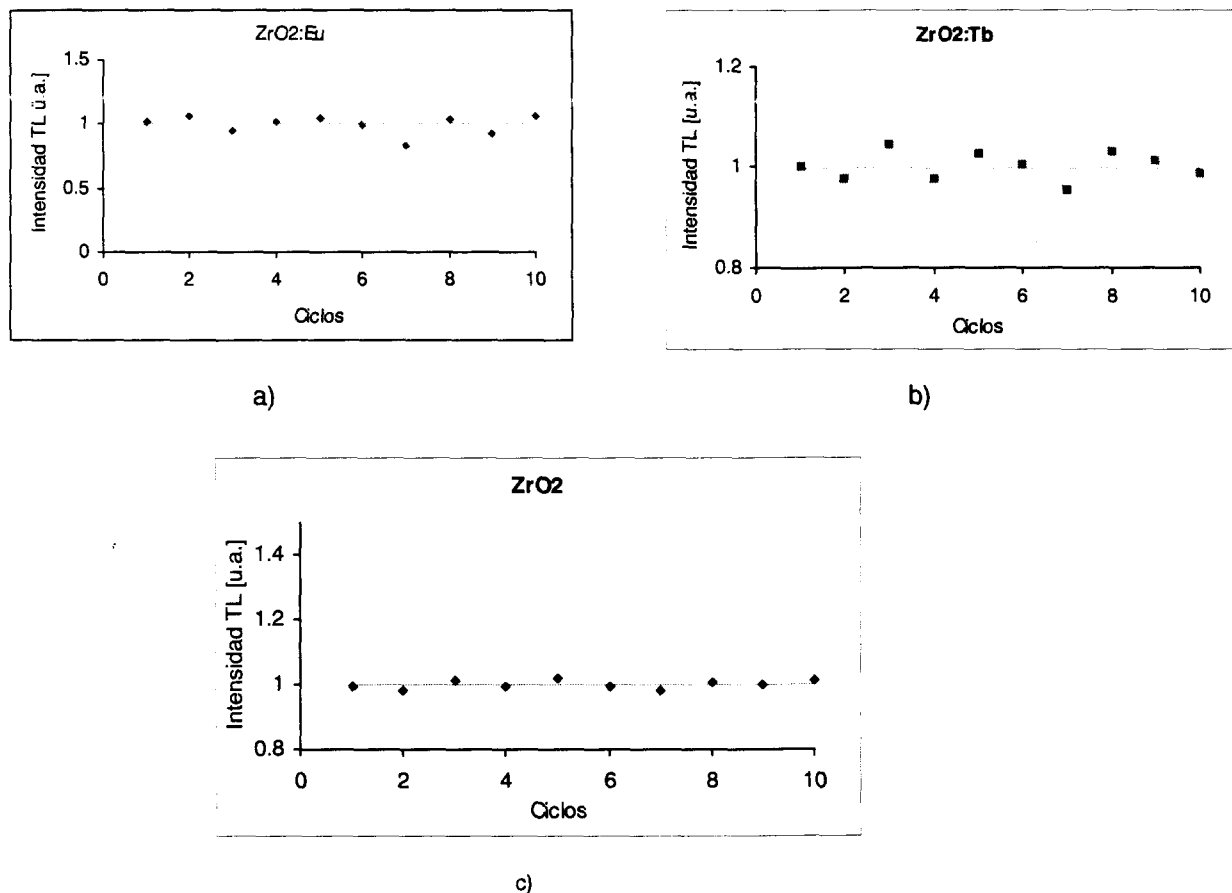 ZrO2:Eu
1.5
1
0.5
0
0 2 4 6 8 10
Intensidad TL u.a.
Ciclos
a)
ZrO2:Tb
1.2
1
0.8
0 2 4 6 8 10
Intensidad TL [u.a.]
Ciclos
b)
ZrO2
1.4
1.2
1
0.8
0 2 4 6 8 10
Intensidad TL [u.a.]
Ciclos
c)